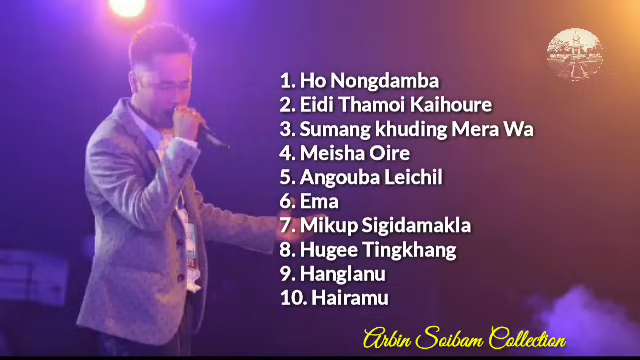 1. Ho Nongdamba
2. Eidi Thamoi Kaihoure
3. Sumang khuding Mera Wa
4. Meisha Oire
5. Angouba Leichil
6. Ema
7. Mikup Sigidamakla
8. Hugee Tingkhang
9. Hanglanu
10. Hairamu
Arbin Soibam Collection